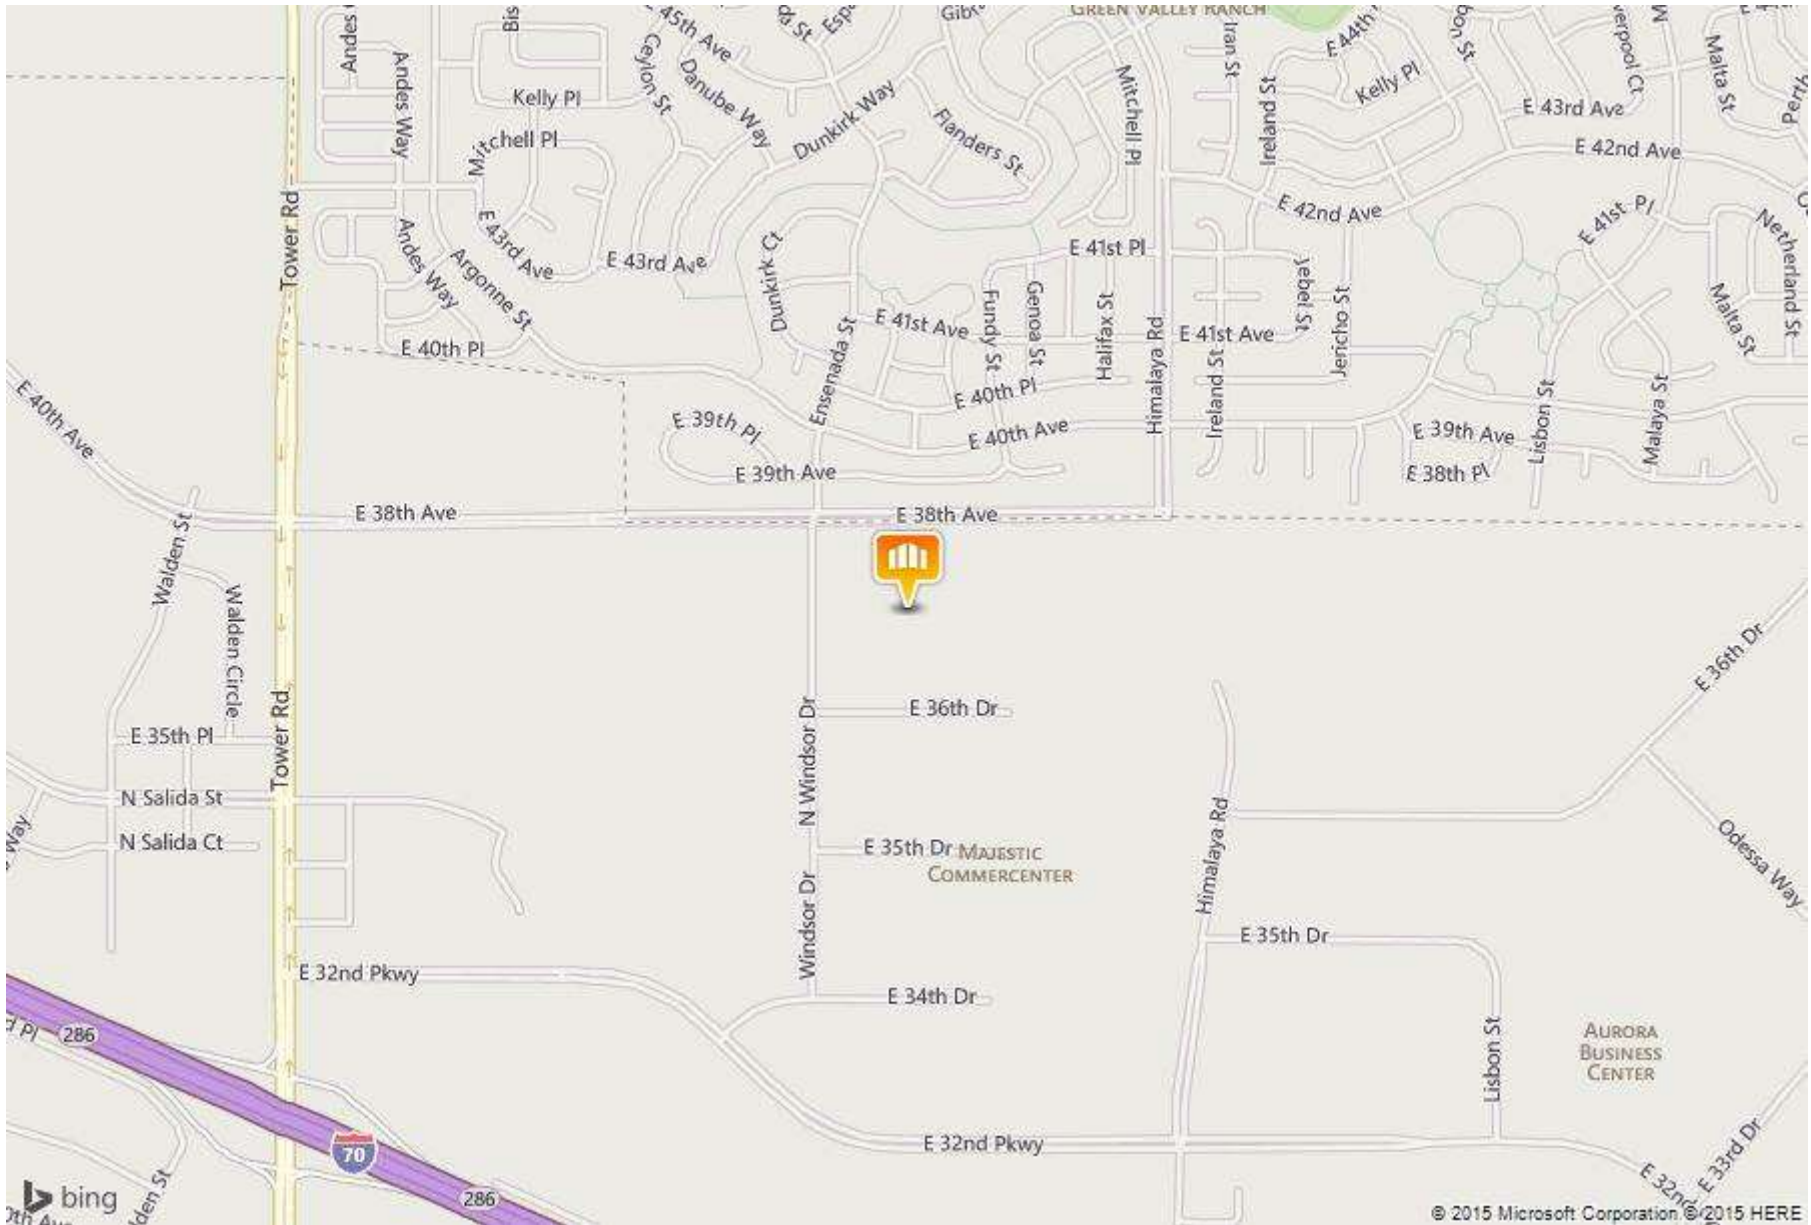 GREEN VALLEY RANCH
E 45th Ave
E 44th
Andes
Andes Way
Ceylon St
Danube Way
Kelly Pl
Mitchell Pl
Dunkirk Way
Flanders St
Mitchell Pl
Iran St
Ireland St
Kelly Pl
E 43rd Ave
Malta St
Perth
E 42nd Ave
Tower Rd
E 43rd Ave
Andes Way
Argonne St
E 43rd Ave
Dunkirk Ct
E 41st Pl
E 42nd Ave
E 41st Pl
Netherland St
E 40th Pl
Ensenada St
E 41st Ave
Fundy St
Genoa St
Halifax St
Himalaya Rd
E 41st Ave
Jebel St
Jericho St
Malta St
E 40th Ave
E 39th Pl
E 40th Pl
E 40th Ave
Ireland St
E 39th Ave
Lisbon St
Malaya St
E 39th Ave
E 38th Pl
E 38th Ave
E 38th Ave
Walden St
Walden Circle
E 36th Dr
Tower Rd
E 36th Dr
E 35th Pl
N Windsor Dr
N Salida St
N Salida Ct
E 35th Dr
MAJESTIC
COMMERCENTER
Himalaya Rd
Odessa Way
Way
Windsor Dr
E 35th Dr
E 32nd Pkwy
E 34th Dr
286
Lisbon St
AURORA
BUSINESS
CENTER
70
E 32nd Pkwy
E 33rd Dr
E 32nd
286
bing
© 2015 Microsoft Corporation © 2015 HERE